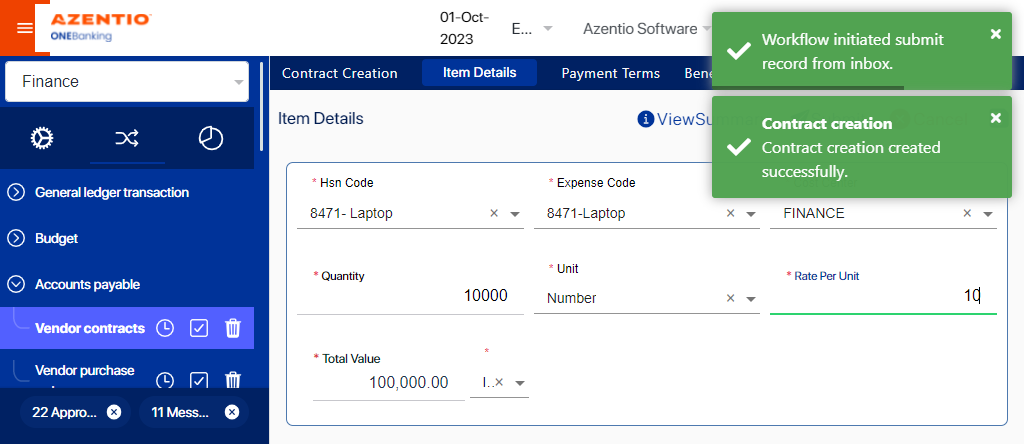 AZENTIO
ONEBanking
01-Oct-
2023
E...
Azentio Software
Workflow initiated submit
record from inbox.
Contract creation
Contract creation created
successfully.
Finance
Contract Creation
Item Details
Payment Terms
Item Details
General ledger transaction
Budget
Accounts payable
Vendor contracts
Vendor purchase
22 Appro...
11 Mess...
* Hsn Code
8471- Laptop
* Expense Code
8471-Laptop
FINANCE
* Quantity
10000
* Unit
Number
* Rate Per Unit
10
* Total Value
100,000.00
*
I..